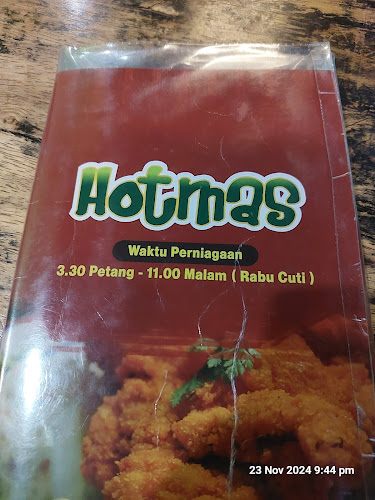 Hotmas
Waktu Perniagaan
3.30 Petang - 11.00 Malam ( Rabu Cuti )
23 Nov 2024 9:44 pm